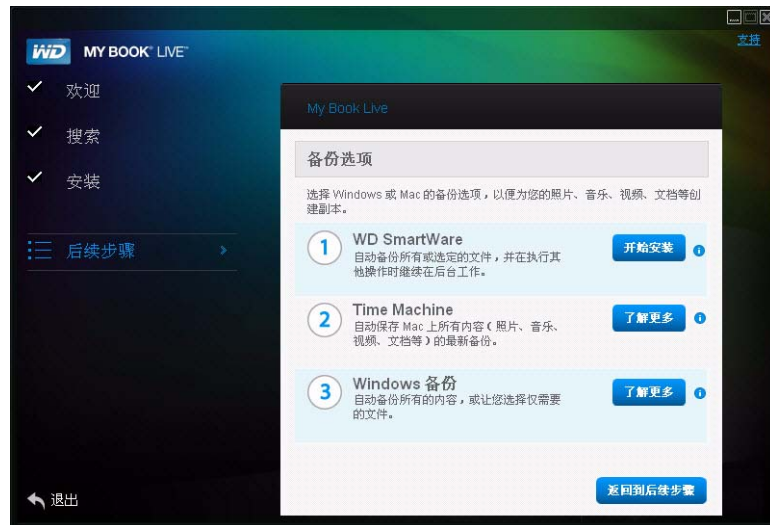 支持
WD MY BOOK® LIVE™
欢迎
搜索
安装
后续步骤
退出
My Book Live
备份选项
选择 Windows 或 Mac 的备份选项，以便为您的照片、音乐、视频、文档等创
建副本。
1
WD SmartWare
自动备份所有或选定的文件，并在执行其
他操作时继续在后台工作。
开始安装
2
Time Machine
自动保存 Mac 上所有内容（照片、音乐、
视频、文档等）的最新备份。
了解更多
3
Windows 备份
自动备份所有的内容，或让您选择仅需要
的文件。
了解更多
返回到后续步骤